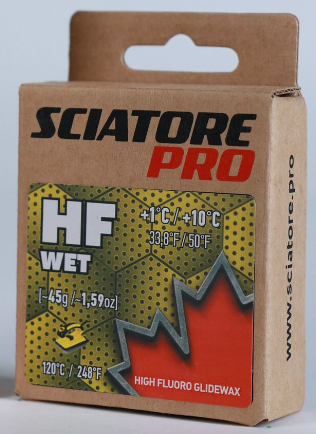 SCIATORE
PRO
HF
WET
+1°C / +10°C
33,8°F / 50°F
[~45g /~1,59oz]
120°C / 248°F
HIGH FLUORO GLIDEWAX
www.sciatore.pro